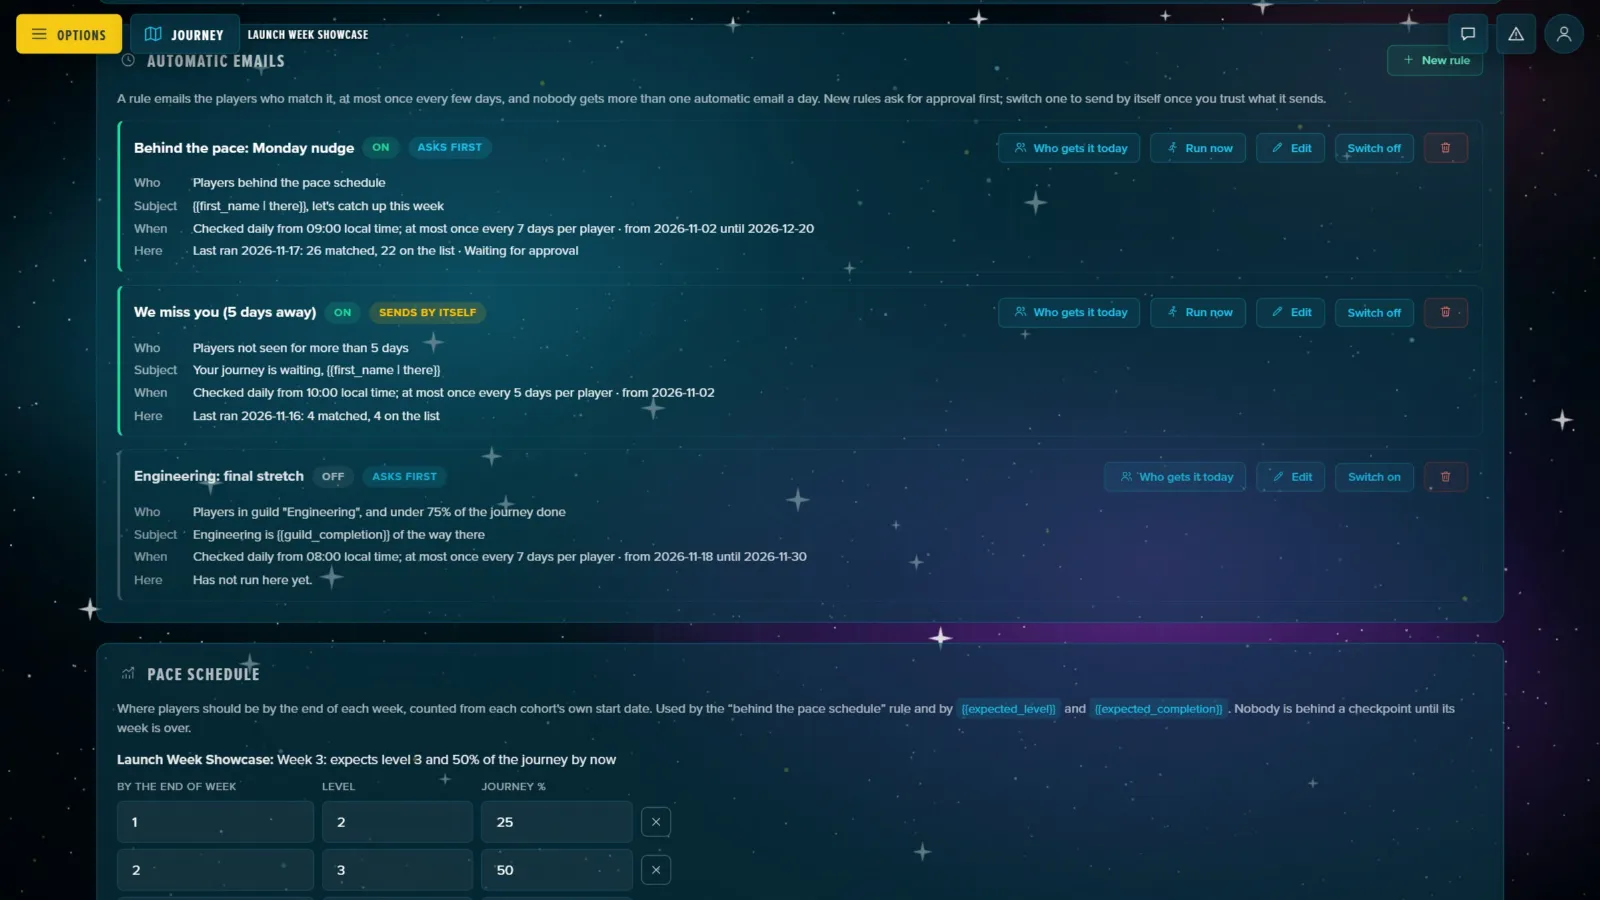 OPTIONS
JOURNEY
LAUNCH WEEK SHOWCASE
AUTOMATIC EMAILS
New rule
A rule emails the players who match it, at most once every few days, and nobody gets more than one automatic email a day. New rules ask for approval first; switch one to send by itself once you trust what it sends.
Behind the pace: Monday nudge ON ASKS FIRST Who gets it today Run now Edit Switch off
Who Players behind the pace schedule
Subject {{first_name | there}}, let's catch up this week
When Checked daily from 09:00 local time; at most once every 7 days per player · from 2026-11-02 until 2026-12-20
Here Last ran 2026-11-17: 26 matched, 22 on the list · Waiting for approval
We miss you (5 days away) ON SENDS BY ITSELF Who gets it today Run now Edit Switch off
Who Players not seen for more than 5 days
Subject Your journey is waiting, {{first_name | there}}
When Checked daily from 10:00 local time; at most once every 5 days per player · from 2026-11-02
Here Last ran 2026-11-16: 4 matched, 4 on the list
Engineering: final stretch OFF ASKS FIRST Who gets it today Edit Switch on
Who Players in guild "Engineering", and under 75% of the journey done
Subject Engineering is {{guild_completion}} of the way there
When Checked daily from 08:00 local time; at most once every 7 days per player · from 2026-11-18 until 2026-11-30
Here Has not run here yet.
PACE SCHEDULE
Where players should be by the end of each week, counted from each cohort's own start date. Used by the "behind the pace schedule" rule and by {{expected_level}} and {{expected_completion}}. Nobody is behind a checkpoint until its
week is over.
Launch Week Showcase: Week 3: expects level 3 and 50% of the journey by now
BY THE END OF WEEK LEVEL JOURNEY %
1 2 25
2 3 50